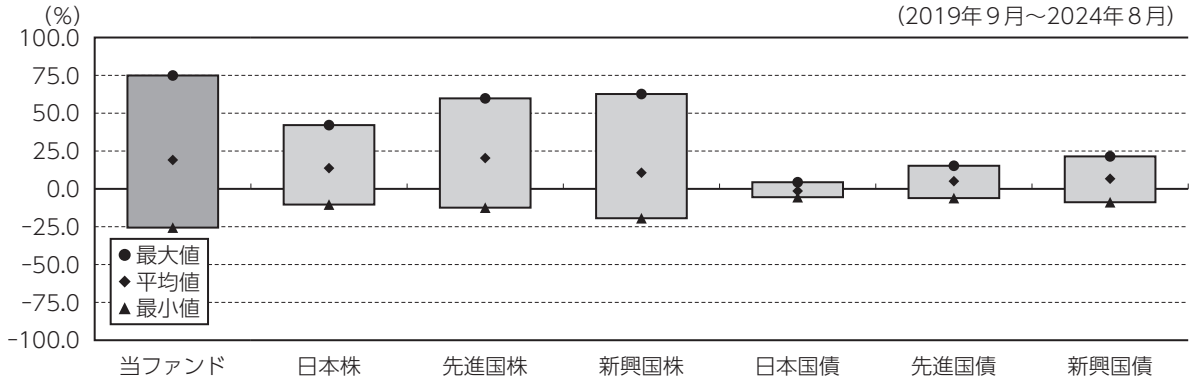 (%)
(2019年9月～2024年8月)
100.0
75.0
50.0
25.0
0.0
-25.0
-50.0
-75.0
-100.0
●最大値
◆平均値
▲最小値
当ファンド 日本株 先進国株 新興国株 日本国債 先進国債 新興国債